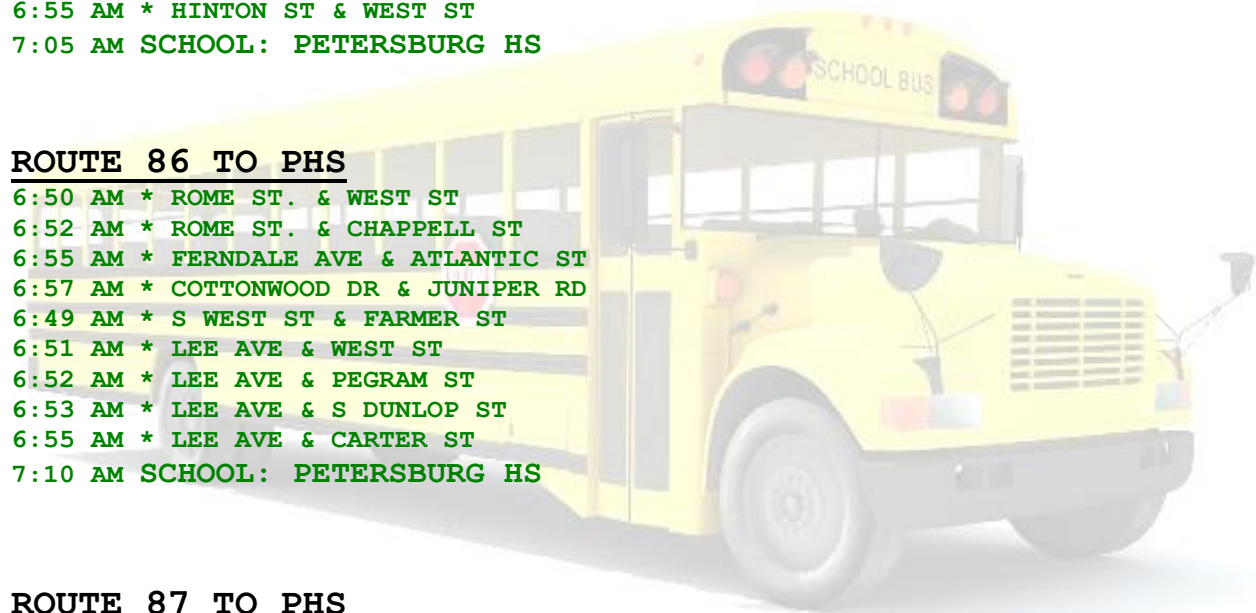 6:55 AM * HINTON ST & WEST ST
7:05 AM SCHOOL: PETERSBURG HS
SCHOOL BUS
ROUTE 86 TO PHS
6:50 AM * ROME ST. & WEST ST
6:52 AM * ROME ST. & CHAPPELL ST
6:55 AM * FERNDALE AVE & ATLANTIC ST
6:57 AM * COTTONWOOD DR & JUNIPER RD
6:49 AM * S WEST ST & FARMER ST
6:51 AM * LEE AVE & WEST ST
6:52 AM * LEE AVE & PEGRAM ST
6:53 AM * LEE AVE & S DUNLOP ST
6:55 AM * LEE AVE & CARTER ST
7:10 AM SCHOOL: PETERSBURG HS
ROUTE 87 TO PHS